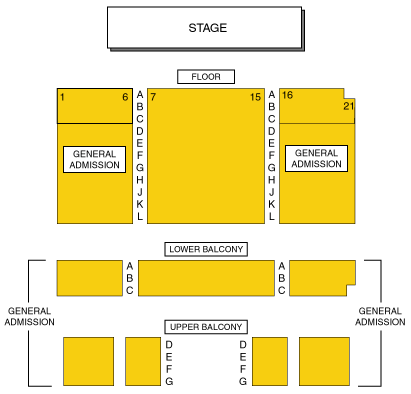 STAGE
FLOOR
1 6 A 7 15 A 16
B B 21
C C
D D
E E
GENERAL ADMISSION F F GENERAL ADMISSION
G G
H H
J J
K K
L L
LOWER BALCONY
A A
B B
C C
GENERAL ADMISSION
GENERAL ADMISSION
UPPER BALCONY
D D
E E
F F
G G